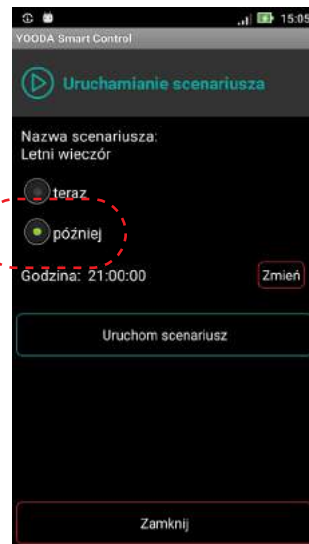 15:05
YOODA Smart Control
Uruchamianie scenariusza
Nazwa scenariusza:
Letni wieczór
teraz
później
Godzina: 21:00:00
Zmień
Uruchom scenariusz
Zamknij